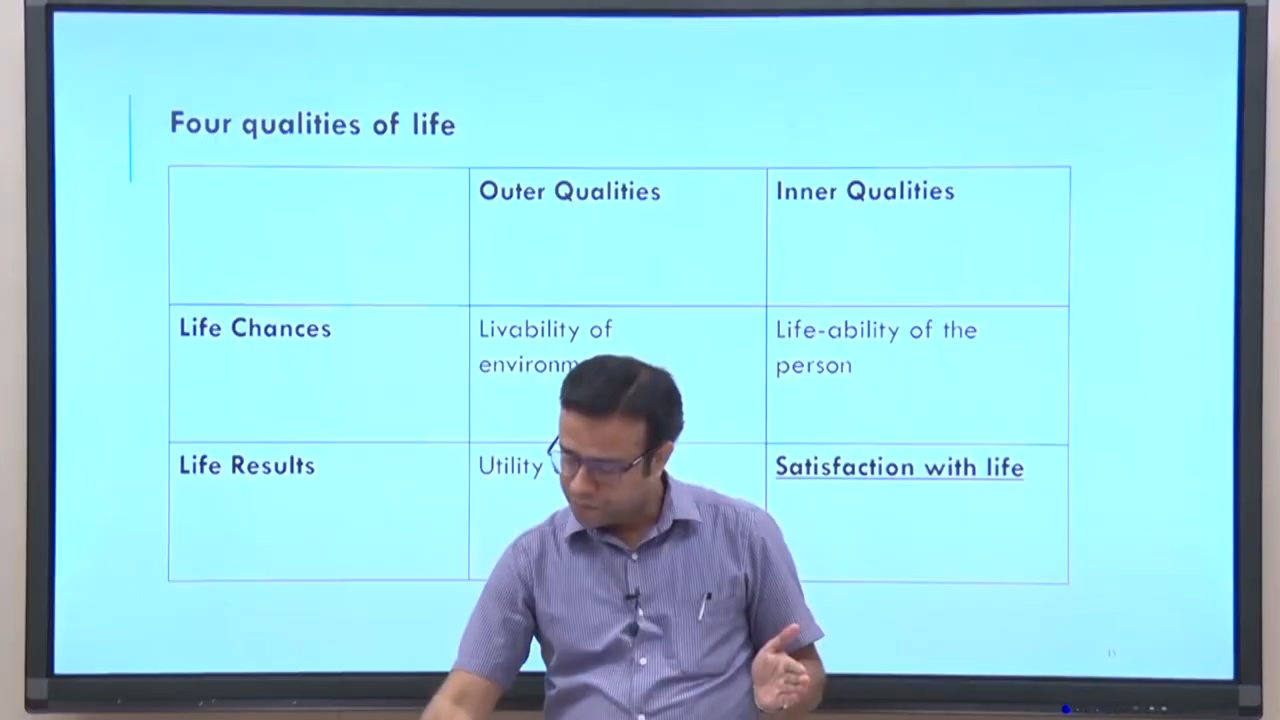 Four qualities of life
Outer Qualities
Inner Qualities
Life Chances
Livability of
Life-ability of the
person
Life Results
Utility
Satisfaction with life
15